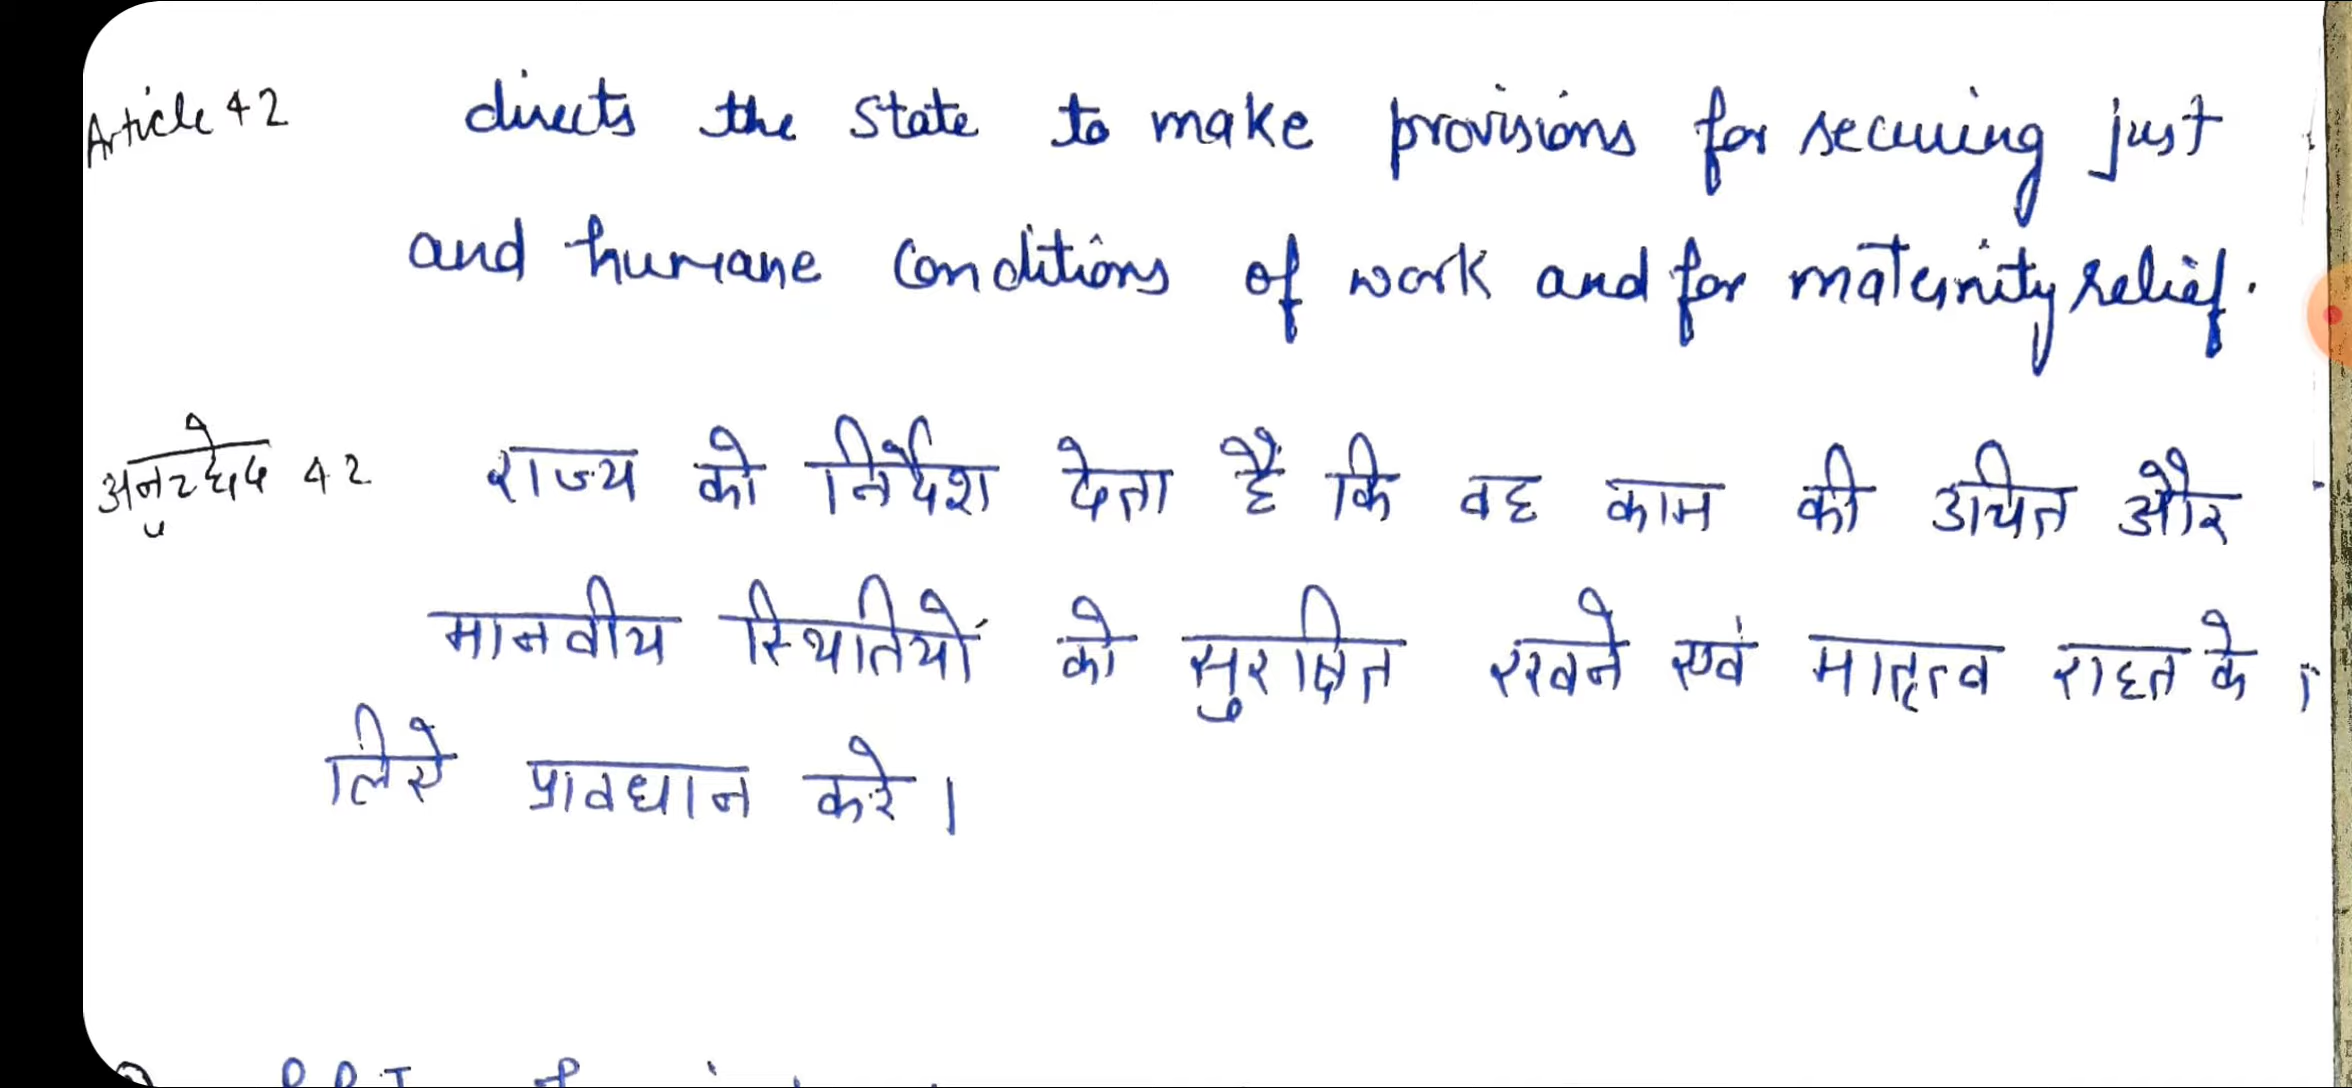 Article 42 directs the state to make provisions for securing just
and humane conditions of work and for maternity relief.
अनुच्छेद 42 राज्य को निर्देश देता है कि वह काम की उचित और
मानवीय स्थितियों को सुरक्षित रखने एवं मातृत्व राहत के
लिये प्रावधान करे।